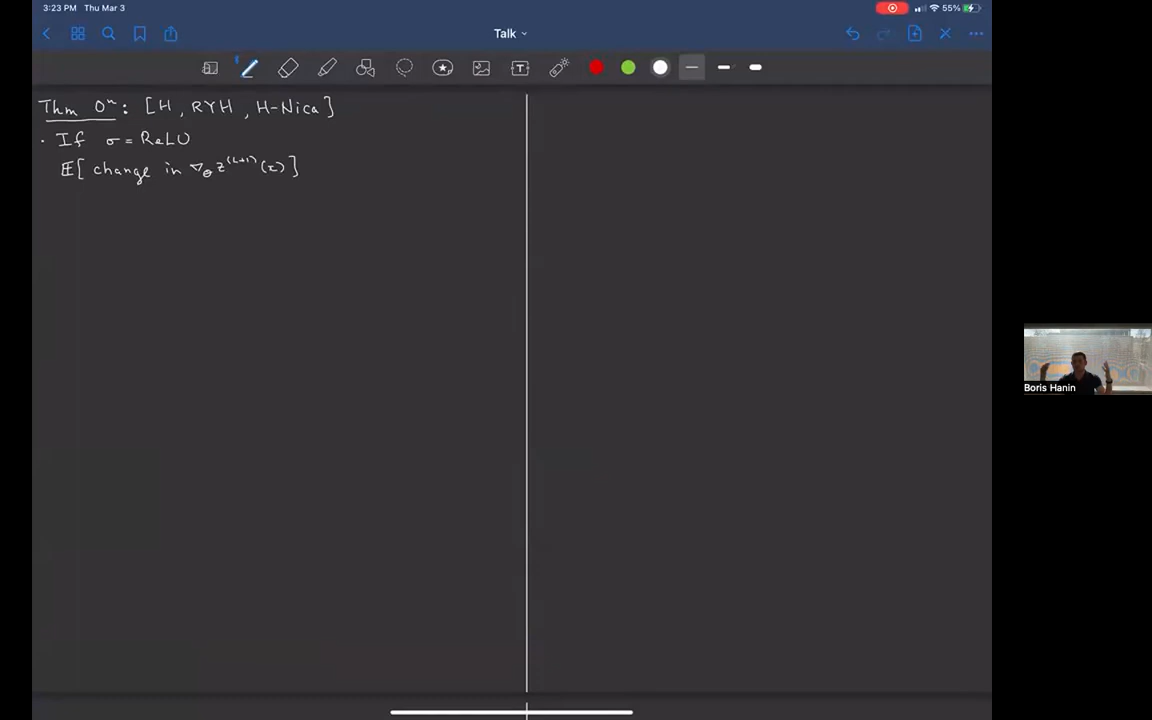 3:23 PM Thu Mar 3
55%
Talk
Thm Oⁿ: [H, RYH, H-Nica]
· If σ = ReLU
𝔼[ change in ∇_θ z^(L+1) (x) ]
Boris Hanin